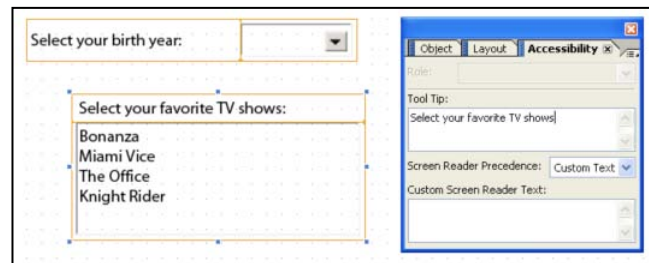 Select your birth year:
Select your favorite TV shows:
Bonanza
Miami Vice
The Office
Knight Rider
Object Layout Accessibility
Role:
Tool Tip:
Select your favorite TV shows
Screen Reader Precedence: Custom Text
Custom Screen Reader Text: